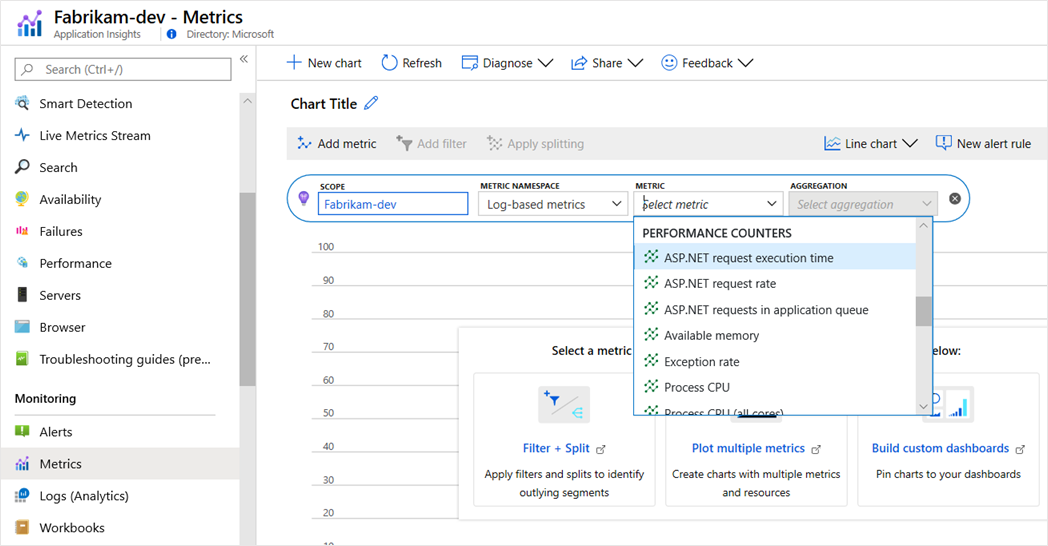 Fabrikam-dev - Metrics
Application Insights
Directory: Microsoft
Search (Ctrl+/)
Smart Detection
Live Metrics Stream
Search
Availability
Failures
Performance
Servers
Browser
Troubleshooting guides (pre...
Monitoring
Alerts
Metrics
Logs (Analytics)
Workbooks
New chart
Refresh
Diagnose
Share
Feedback
Chart Title
Add metric
Add filter
Apply splitting
Line chart
New alert rule
SCOPE
Fabrikam-dev
METRIC NAMESPACE
Log-based metrics
METRIC
Select metric
AGGREGATION
Select aggregation
PERFORMANCE COUNTERS
ASP.NET request execution time
ASP.NET request rate
ASP.NET requests in application queue
Available memory
Exception rate
Process CPU
Process CPU (all cores)
100
90
80
70
60
50
40
30
20
10
Select a metric
elow:
Filter + Split
Apply filters and splits to identify
outlying segments
Plot multiple metrics
Create charts with multiple metrics
and resources
Build custom dashboards
Pin charts to your dashboards